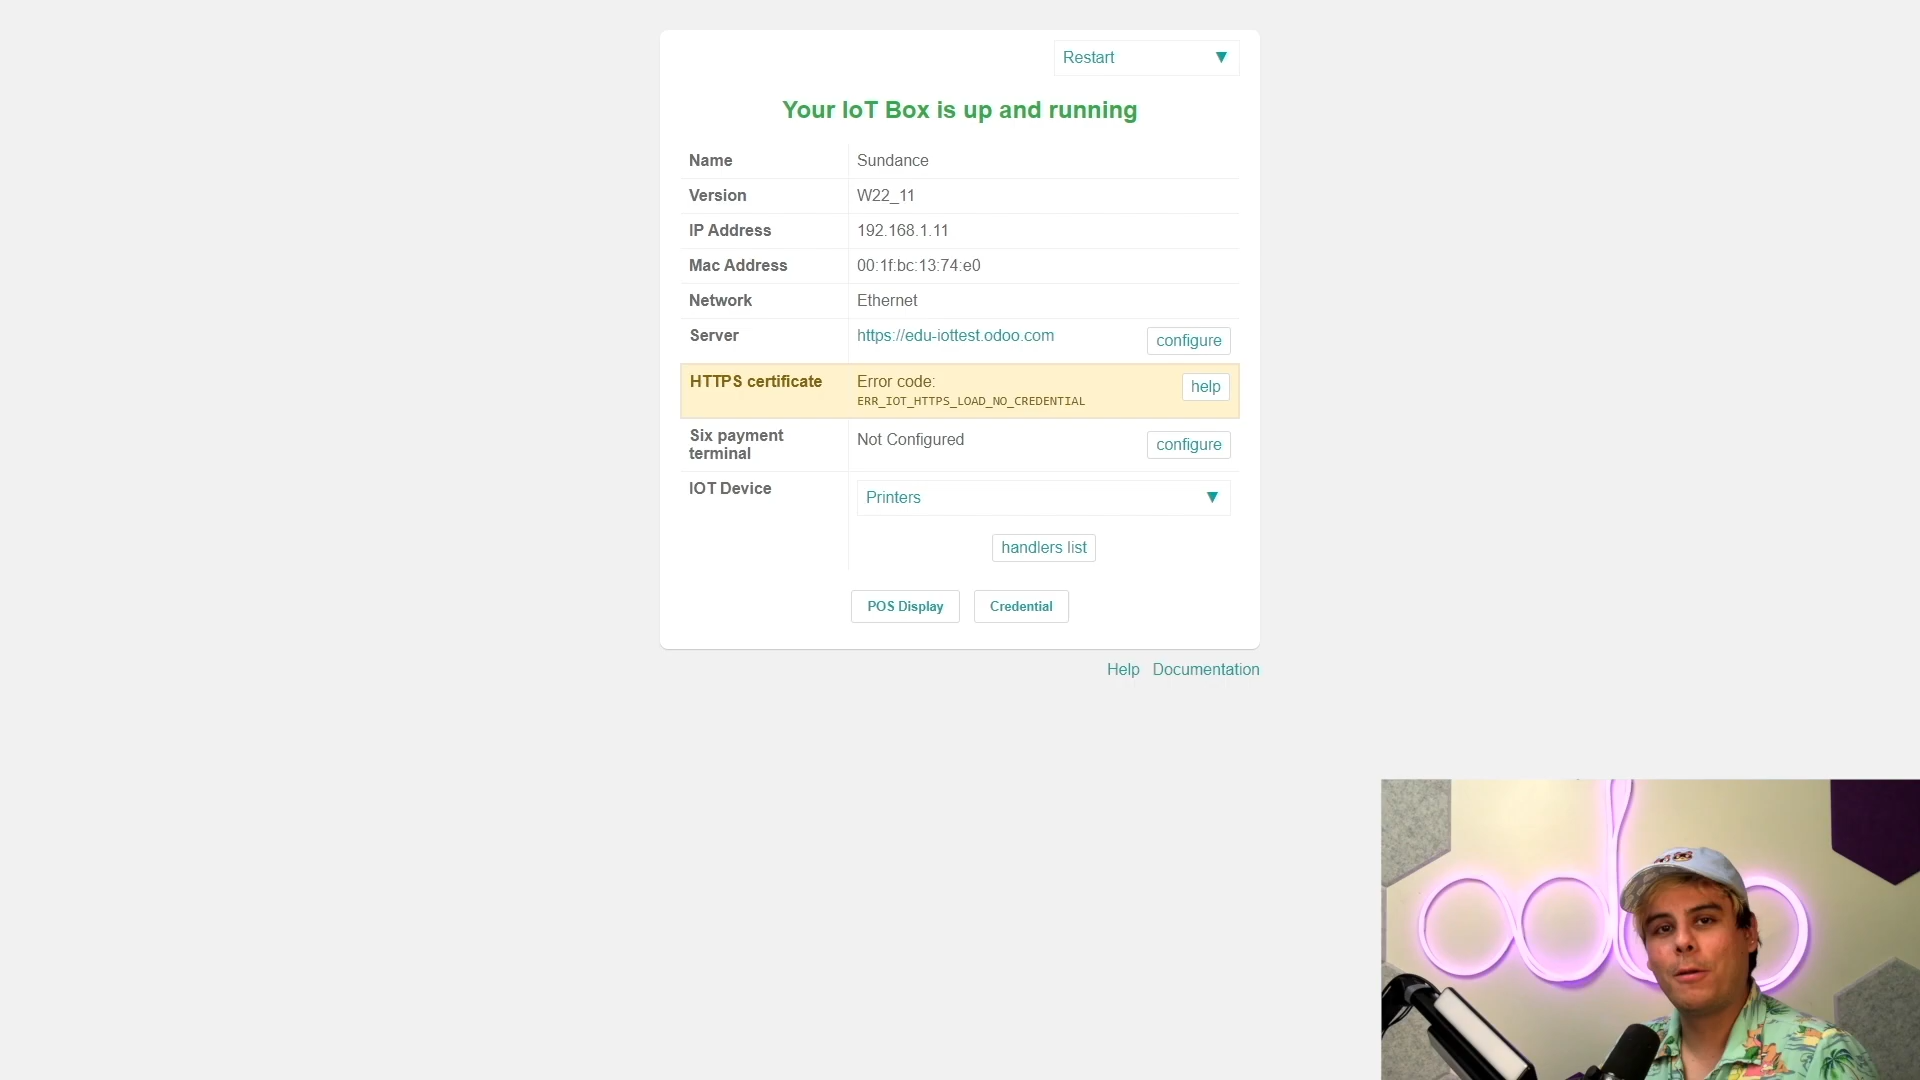 Restart ▼
Your IoT Box is up and running
Name Sundance
Version W22_11
IP Address 192.168.1.11
Mac Address 00:1f:bc:13:74:e0
Network Ethernet
Server https://edu-iottest.odoo.com configure
HTTPS certificate Error code: help
ERR_IOT_HTTPS_LOAD_NO_CREDENTIAL
Six payment terminal Not Configured configure
IOT Device Printers ▼
handlers list
POS Display Credential
Help Documentation
odoo